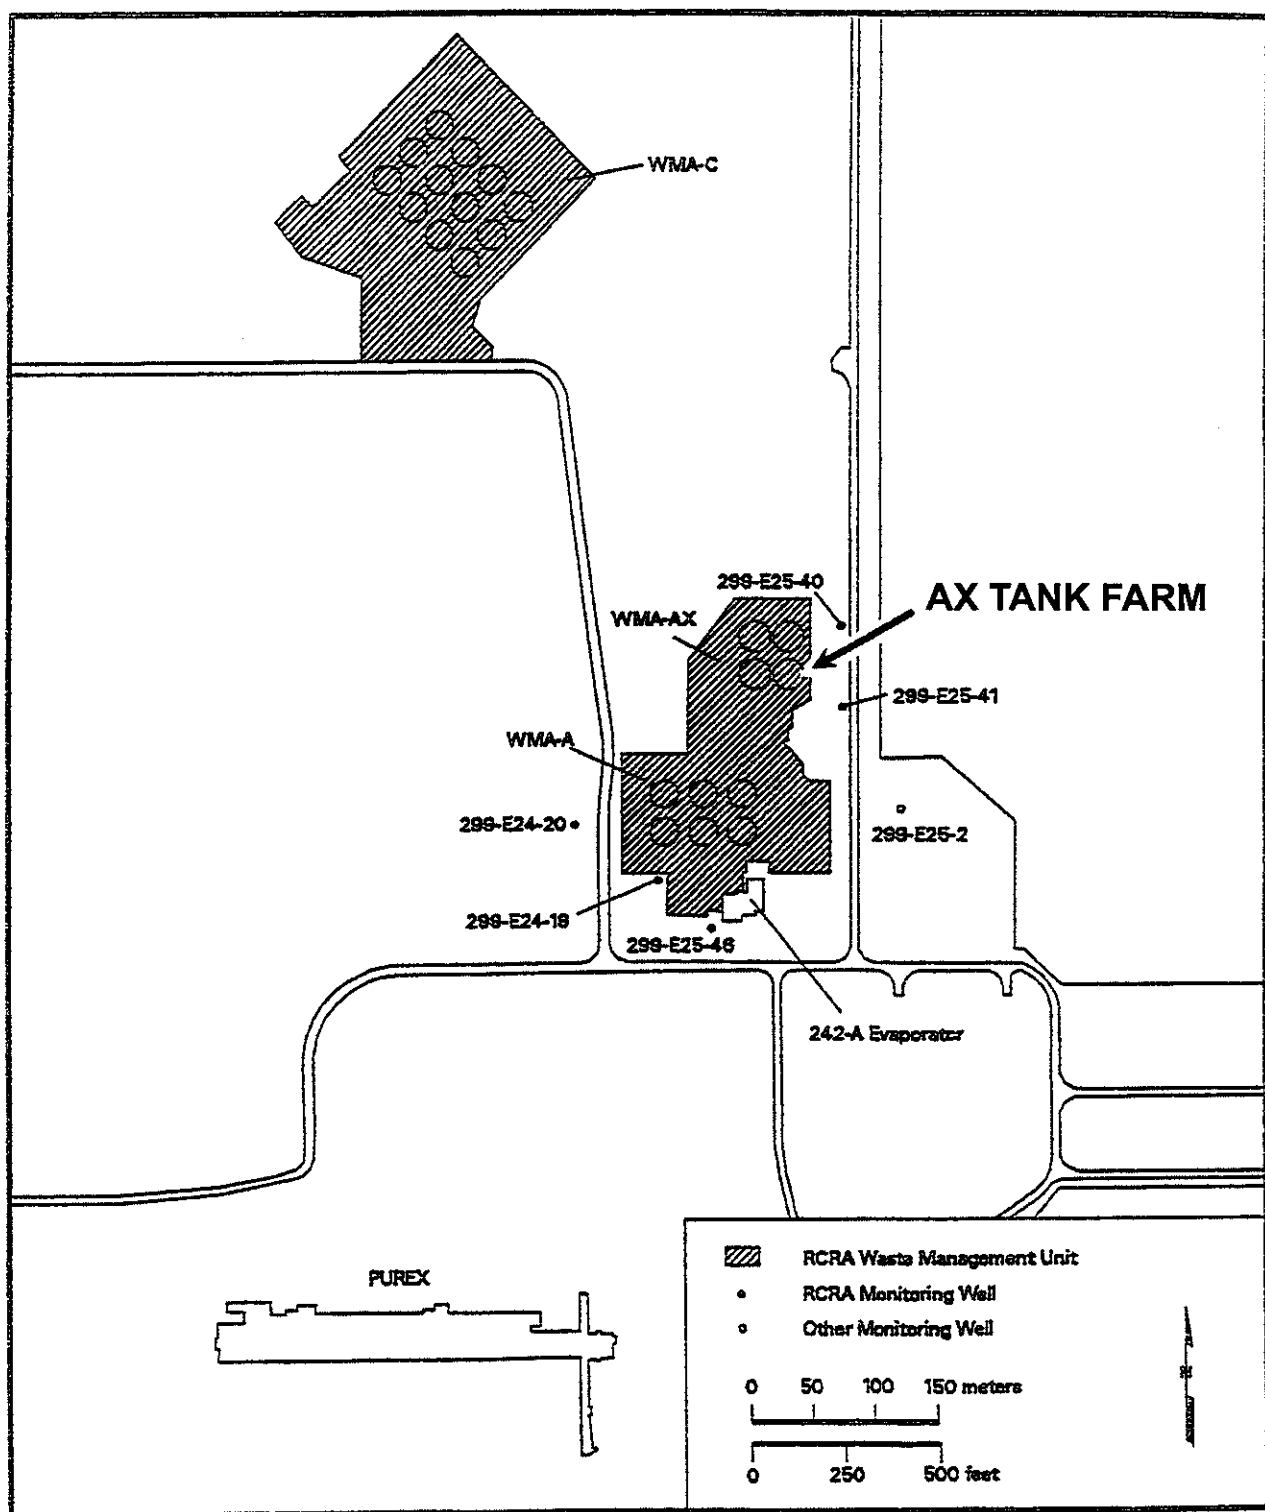 WMA-C
299-E25-40
AX TANK FARM
WMA-AX
299-E25-41
WMA-A
299-E24-20
299-E25-2
299-E24-19
299-E25-46
242-A Evaporator
PUREX
RCRA Waste Management Unit
RCRA Monitoring Well
Other Monitoring Well
0 50 100 150 meters
0 250 500 feet
N